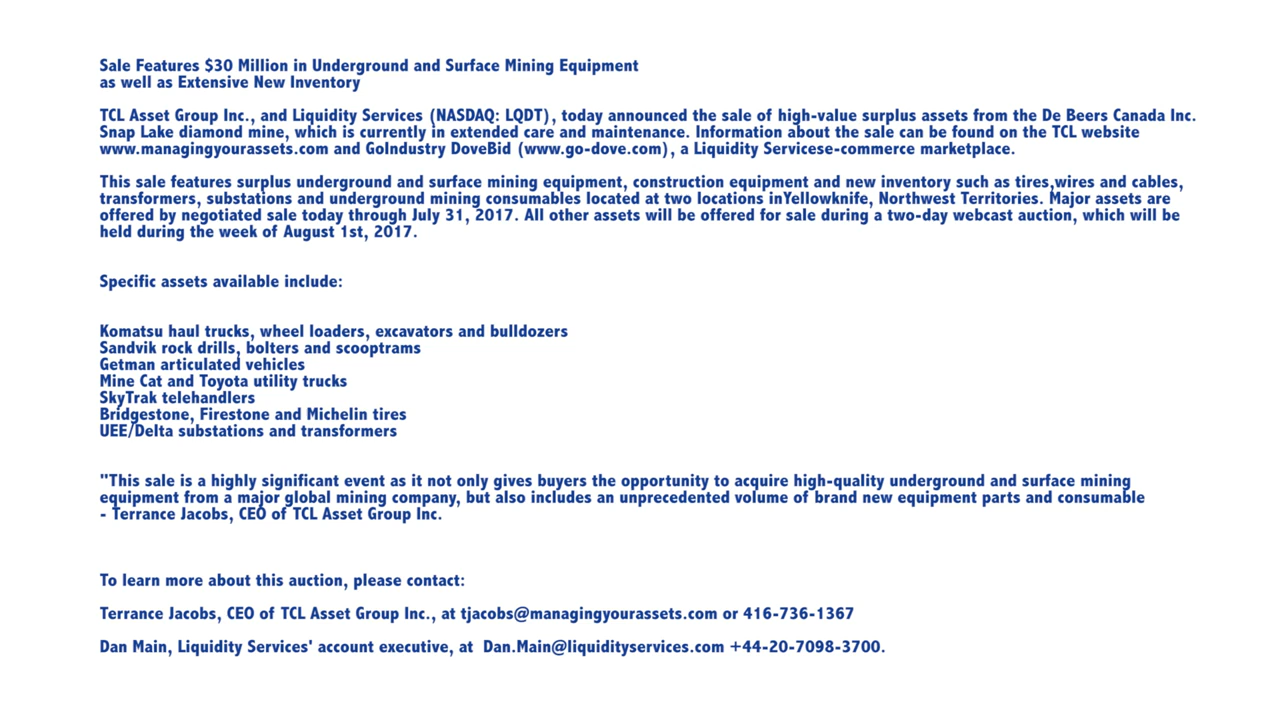 Sale Features $30 Million in Underground and Surface Mining Equipment
as well as Extensive New Inventory
TCL Asset Group Inc., and Liquidity Services (NASDAQ: LQDT), today announced the sale of high-value surplus assets from the De Beers Canada Inc.
Snap Lake diamond mine, which is currently in extended care and maintenance. Information about the sale can be found on the TCL website
www.managingyourassets.com and GoIndustry DoveBid (www.go-dove.com), a Liquidity Servicese-commerce marketplace.
This sale features surplus underground and surface mining equipment, construction equipment and new inventory such as tires,wires and cables,
transformers, substations and underground mining consumables located at two locations inYellowknife, Northwest Territories. Major assets are
offered by negotiated sale today through July 31, 2017. All other assets will be offered for sale during a two-day webcast auction, which will be
held during the week of August 1st, 2017.
Specific assets available include:
Komatsu haul trucks, wheel loaders, excavators and bulldozers
Sandvik rock drills, bolters and scooptrams
Getman articulated vehicles
Mine Cat and Toyota utility trucks
SkyTrak telehandlers
Bridgestone, Firestone and Michelin tires
UEE/Delta substations and transformers
"This sale is a highly significant event as it not only gives buyers the opportunity to acquire high-quality underground and surface mining
equipment from a major global mining company, but also includes an unprecedented volume of brand new equipment parts and consumable
- Terrance Jacobs, CEO of TCL Asset Group Inc.
To learn more about this auction, please contact:
Terrance Jacobs, CEO of TCL Asset Group Inc., at tjacobs@managingyourassets.com or 416-736-1367
Dan Main, Liquidity Services' account executive, at  Dan.Main@liquidityservices.com +44-20-7098-3700.